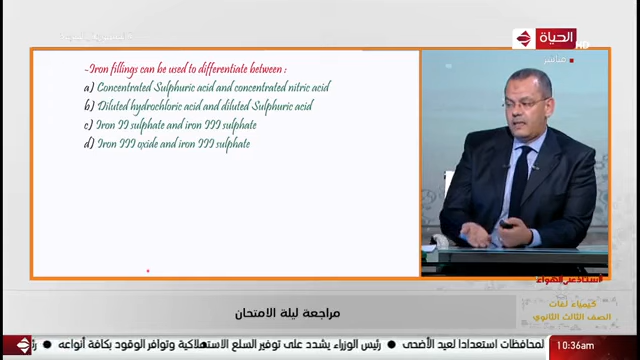 الحياة
HD
مباشر
-Iron fillings can be used to differentiate between :
a) Concentrated Sulphuric acid and concentrated nitric acid
b) Diluted hydrochloric acid and diluted Sulphuric acid
c) Iron II sulphate and iron III sulphate
d) Iron III oxide and iron III sulphate
#أستاذ_على_الهواء
كيمياء لغات
الصف الثالث الثانوي
مراجعة ليلة الامتحان
لمحافظات استعدادا لعيد الأضحى رئيس الوزراء يشدد على توفير السلع الاستهلاكية وتوافر الوقود بكافة أنواعه رئيس
10:36am